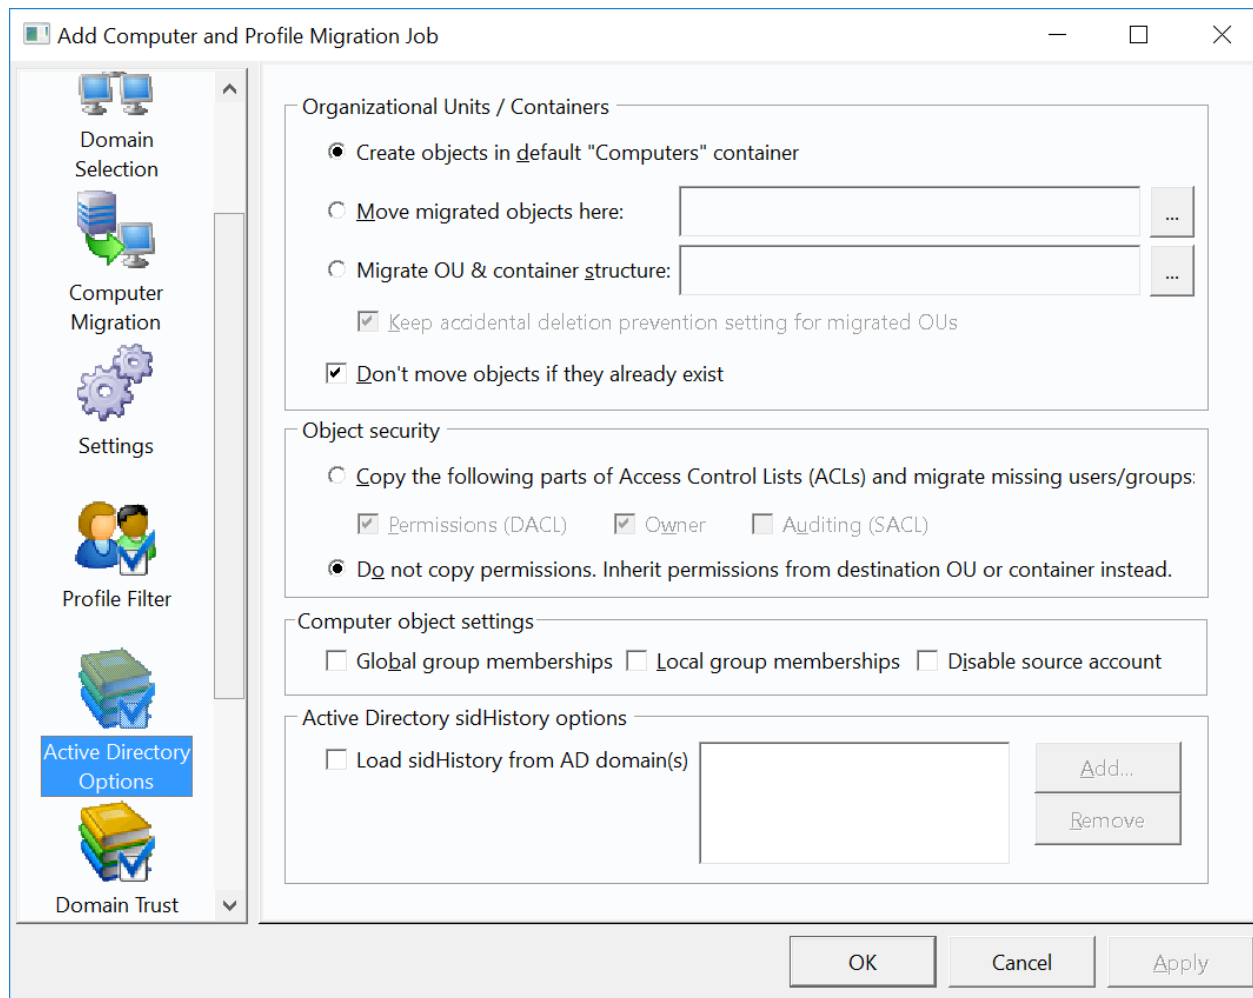 Add Computer and Profile Migration Job
Domain
Selection
Computer
Migration
Settings
Profile Filter
Active Directory
Options
Domain Trust
Organizational Units / Containers
Create objects in default "Computers" container
Move migrated objects here:
...
Migrate OU & container structure:
...
Keep accidental deletion prevention setting for migrated OUs
Don't move objects if they already exist
Object security
Copy the following parts of Access Control Lists (ACLs) and migrate missing users/groups:
Permissions (DACL) Owner Auditing (SACL)
Do not copy permissions. Inherit permissions from destination OU or container instead.
Computer object settings
Global group memberships Local group memberships Disable source account
Active Directory sidHistory options
Load sidHistory from AD domain(s)
Add...
Remove
OK Cancel Apply